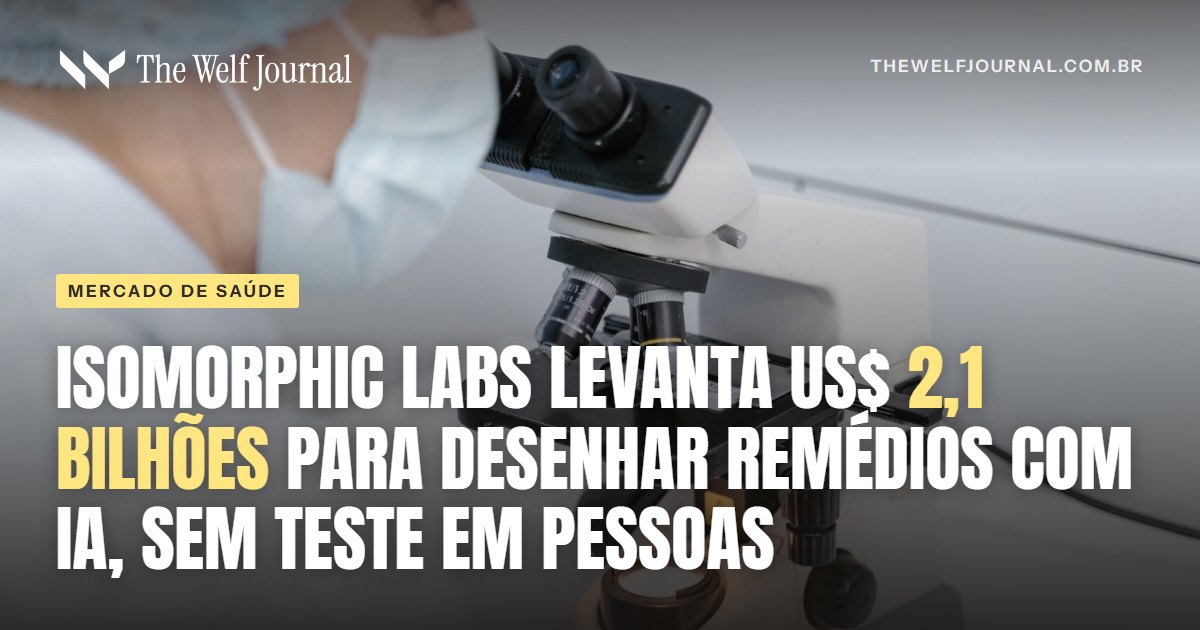 The Welf Journal
THEWELFJOURNAL.COM.BR
MERCADO DE SAÚDE
ISOMORPHIC LABS LEVANTA US$ 2,1
BILHÕES PARA DESENHAR REMÉDIOS COM
IA, SEM TESTE EM PESSOAS